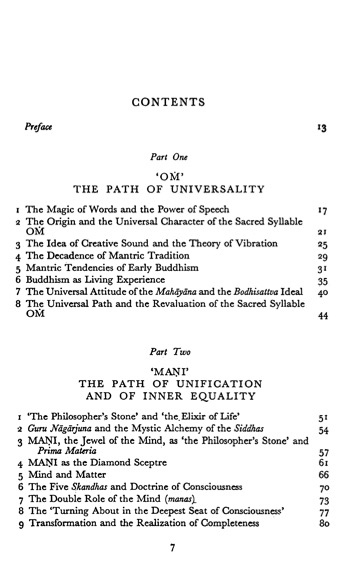 CONTENTS
Preface 13
Part One
‘OṀ’
THE PATH OF UNIVERSALITY
1 The Magic of Words and the Power of Speech 17
2 The Origin and the Universal Character of the Sacred Syllable
OṀ 21
3 The Idea of Creative Sound and the Theory of Vibration 25
4 The Decadence of Mantric Tradition 29
5 Mantric Tendencies of Early Buddhism 31
6 Buddhism as Living Experience 35
7 The Universal Attitude of the Mahāyāna and the Bodhisattva Ideal 40
8 The Universal Path and the Revaluation of the Sacred Syllable
OṀ 44
Part Two
‘MAṆI’
THE PATH OF UNIFICATION
AND OF INNER EQUALITY
1 ‘The Philosopher’s Stone’ and ‘the Elixir of Life’ 51
2 Guru Nāgārjuna and the Mystic Alchemy of the Siddhas 54
3 MAṆI, the Jewel of the Mind, as ‘the Philosopher’s Stone’ and
Prima Materia 57
4 MAṆI as the Diamond Sceptre 61
5 Mind and Matter 66
6 The Five Skandhas and Doctrine of Consciousness 70
7 The Double Role of the Mind (manas) 73
8 The ‘Turning About in the Deepest Seat of Consciousness’ 77
9 Transformation and the Realization of Completeness 80
7